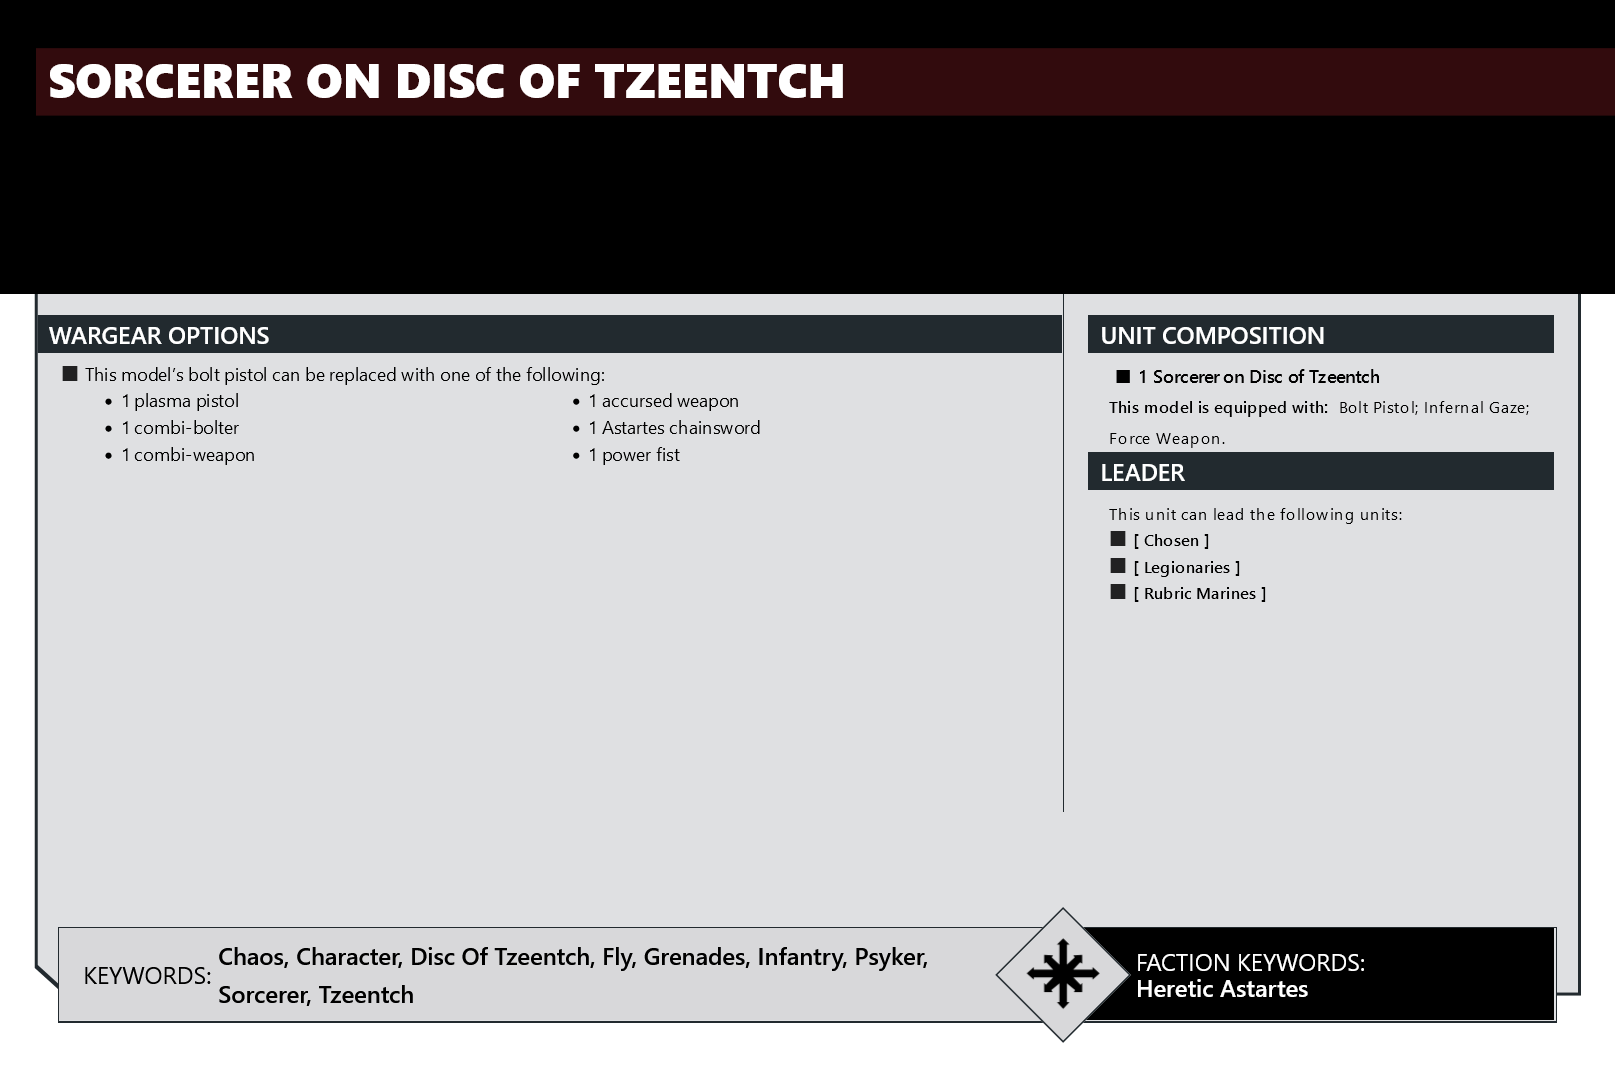 SORCERER ON DISC OF TZEENTCH
WARGEAR OPTIONS
This model’s bolt pistol can be replaced with one of the following:
1 plasma pistol
1 combi-bolter
1 combi-weapon
1 accursed weapon
1 Astartes chainsword
1 power fist
UNIT COMPOSITION
1 Sorcerer on Disc of Tzeentch
This model is equipped with: Bolt Pistol; Infernal Gaze;
Force Weapon.
LEADER
This unit can lead the following units:
[ Chosen ]
[ Legionaries ]
[ Rubric Marines ]
KEYWORDS:
Chaos, Character, Disc Of Tzeentch, Fly, Grenades, Infantry, Psyker,
Sorcerer, Tzeentch
FACTION KEYWORDS:
Heretic Astartes